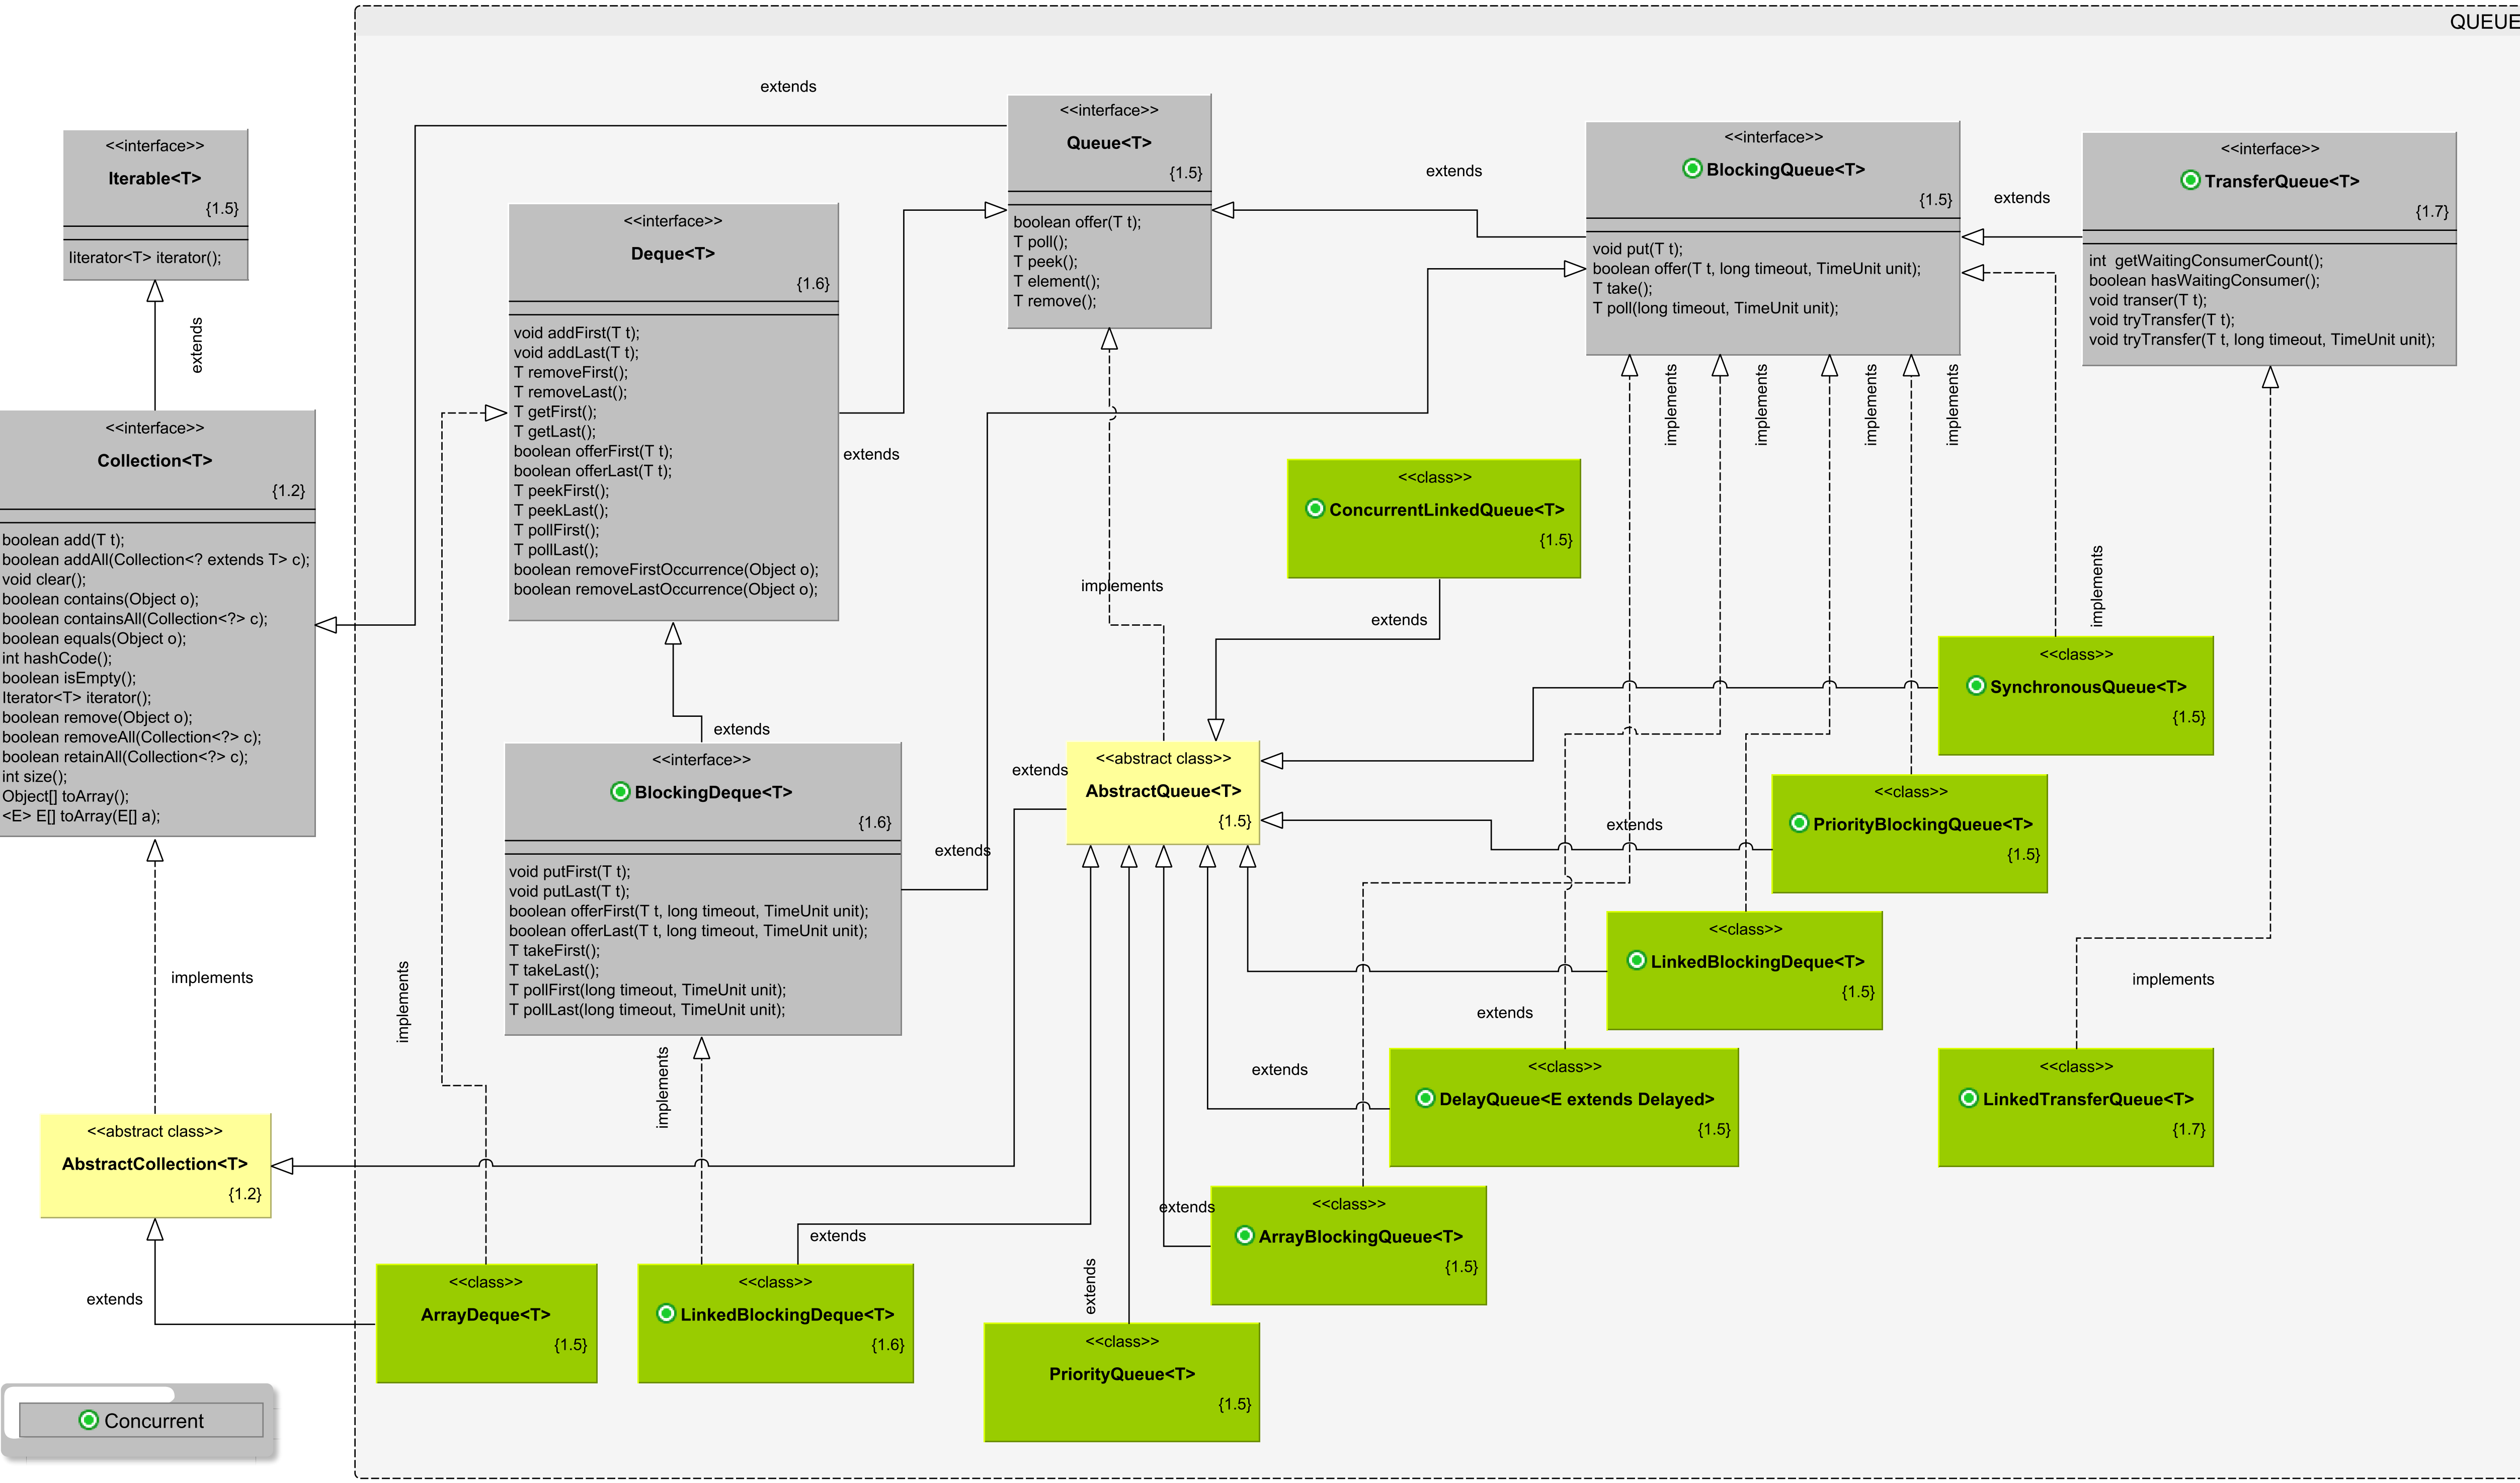 QUEUE
<<interface>>
Iterable<T>
{1.5}
Iiterator<T> iterator();
extends
<<interface>>
Collection<T>
{1.2}
boolean add(T t);
boolean addAll(Collection<? extends T> c);
void clear();
boolean contains(Object o);
boolean containsAll(Collection<?> c);
boolean equals(Object o);
int hashCode();
boolean isEmpty();
Iterator<T> iterator();
boolean remove(Object o);
boolean removeAll(Collection<?> c);
boolean retainAll(Collection<?> c);
int size();
Object[] toArray();
<E> E[] toArray(E[] a);
implements
<<abstract class>>
AbstractCollection<T>
{1.2}
extends
Concurrent
extends
<<interface>>
Deque<T>
{1.6}
void addFirst(T t);
void addLast(T t);
T removeFirst();
T removeLast();
T getFirst();
T getLast();
boolean offerFirst(T t);
boolean offerLast(T t);
T peekFirst();
T peekLast();
T pollFirst();
T pollLast();
boolean removeFirstOccurrence(Object o);
boolean removeLastOccurrence(Object o);
extends
extends
<<interface>>
BlockingDeque<T>
{1.6}
void putFirst(T t);
void putLast(T t);
boolean offerFirst(T t, long timeout, TimeUnit unit);
boolean offerLast(T t, long timeout, TimeUnit unit);
T takeFirst();
T takeLast();
T pollFirst(long timeout, TimeUnit unit);
T pollLast(long timeout, TimeUnit unit);
extends
implements
implements
<<class>>
ArrayDeque<T>
{1.5}
<<class>>
LinkedBlockingDeque<T>
{1.6}
extends
<<interface>>
Queue<T>
{1.5}
boolean offer(T t);
T poll();
T peek();
T element();
T remove();
extends
implements
<<interface>>
BlockingQueue<T>
{1.5}
void put(T t);
boolean offer(T t, long timeout, TimeUnit unit);
T take();
T poll(long timeout, TimeUnit unit);
extends
<<interface>>
TransferQueue<T>
{1.7}
int  getWaitingConsumerCount();
boolean hasWaitingConsumer();
void transer(T t);
void tryTransfer(T t);
void tryTransfer(T t, long timeout, TimeUnit unit);
implements
implements
implements
implements
implements
<<class>>
ConcurrentLinkedQueue<T>
{1.5}
extends
<<abstract class>>
AbstractQueue<T>
{1.5}
extends
<<class>>
SynchronousQueue<T>
{1.5}
<<class>>
PriorityBlockingQueue<T>
{1.5}
extends
<<class>>
LinkedBlockingDeque<T>
{1.5}
extends
<<class>>
DelayQueue<E extends Delayed>
{1.5}
extends
implements
<<class>>
LinkedTransferQueue<T>
{1.7}
<<class>>
ArrayBlockingQueue<T>
{1.5}
extends
extends
<<class>>
PriorityQueue<T>
{1.5}